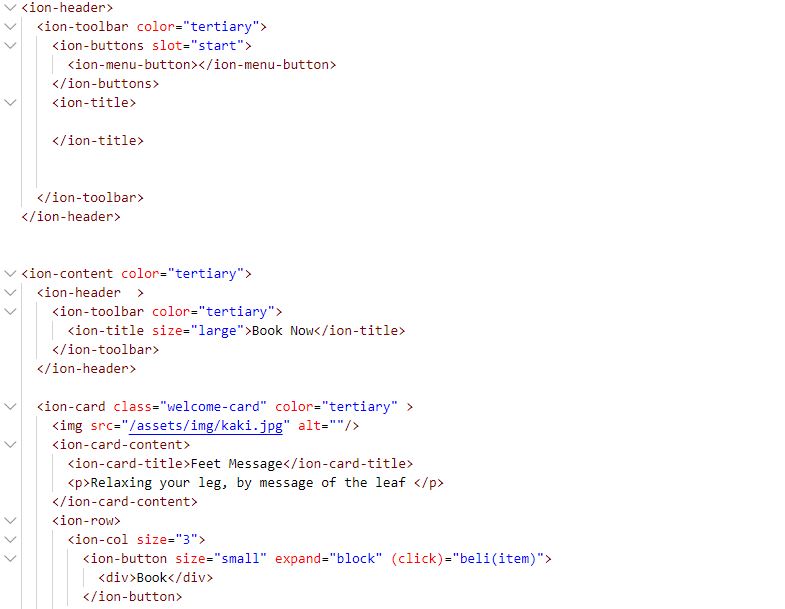 <ion-header>
<ion-toolbar color="tertiary">
<ion-buttons slot="start">
<ion-menu-button></ion-menu-button>
</ion-buttons>
<ion-title>
</ion-title>
</ion-toolbar>
</ion-header>
<ion-content color="tertiary">
<ion-header  >
<ion-toolbar color="tertiary">
<ion-title size="large">Book Now</ion-title>
</ion-toolbar>
</ion-header>
<ion-card class="welcome-card" color="tertiary" >
<img src="/assets/img/kaki.jpg" alt=""/>
<ion-card-content>
<ion-card-title>Feet Message</ion-card-title>
<p>Relaxing your leg, by message of the leaf </p>
</ion-card-content>
<ion-row>
<ion-col size="3">
<ion-button size="small" expand="block" (click)="beli(item)">
<div>Book</div>
</ion-button>